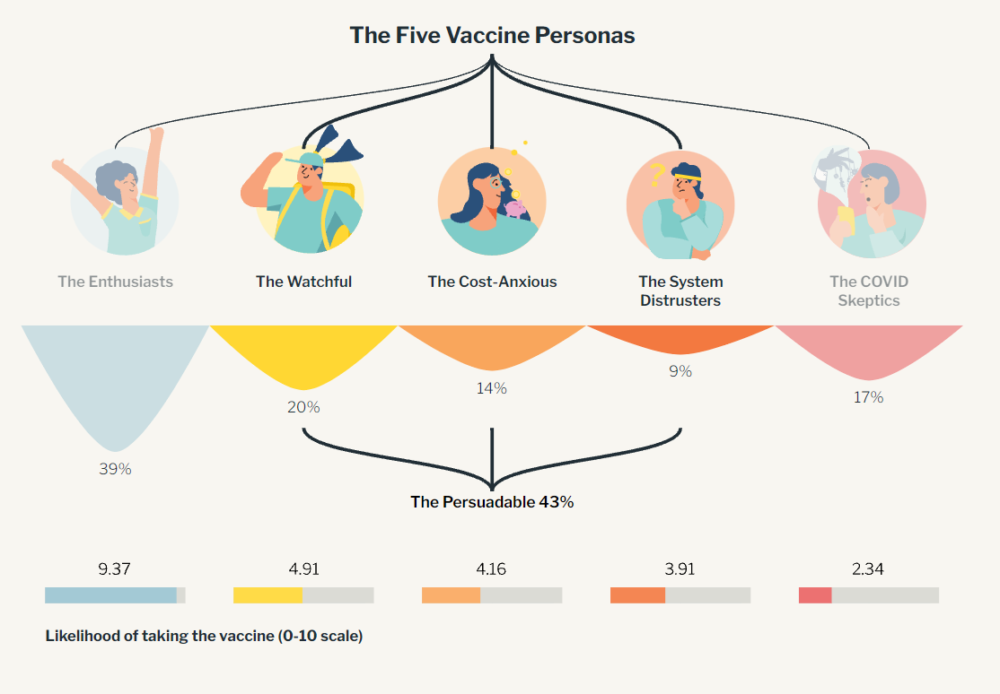 The Five Vaccine Personas
?
The Enthusiasts
The Watchful
The Cost-Anxious
The System
Distrusters
The COVID
Skeptics
39%
20%
14%
9%
17%
The Persuadable 43%
9.37
4.91
4.16
3.91
2.34
Likelihood of taking the vaccine (0-10 scale)